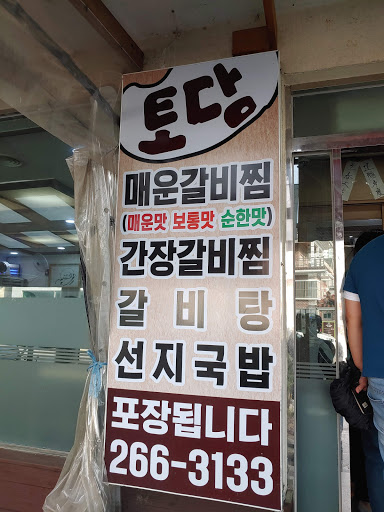 토당
매운갈비찜
(매운맛 보통맛 순한맛)
간장갈비찜
갈비탕
선지국밥
포장됩니다
266-3133